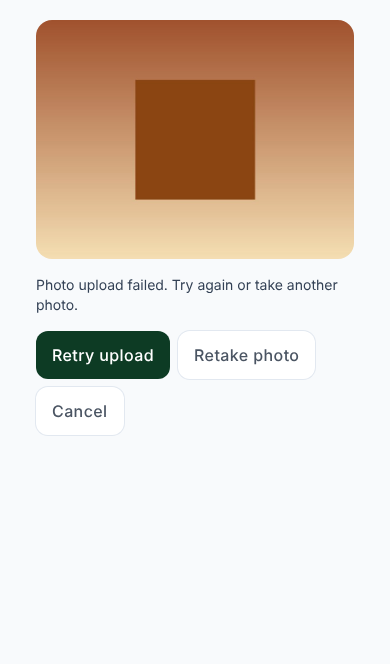 Photo upload failed. Try again or take another
photo.
Retry upload
Retake photo
Cancel